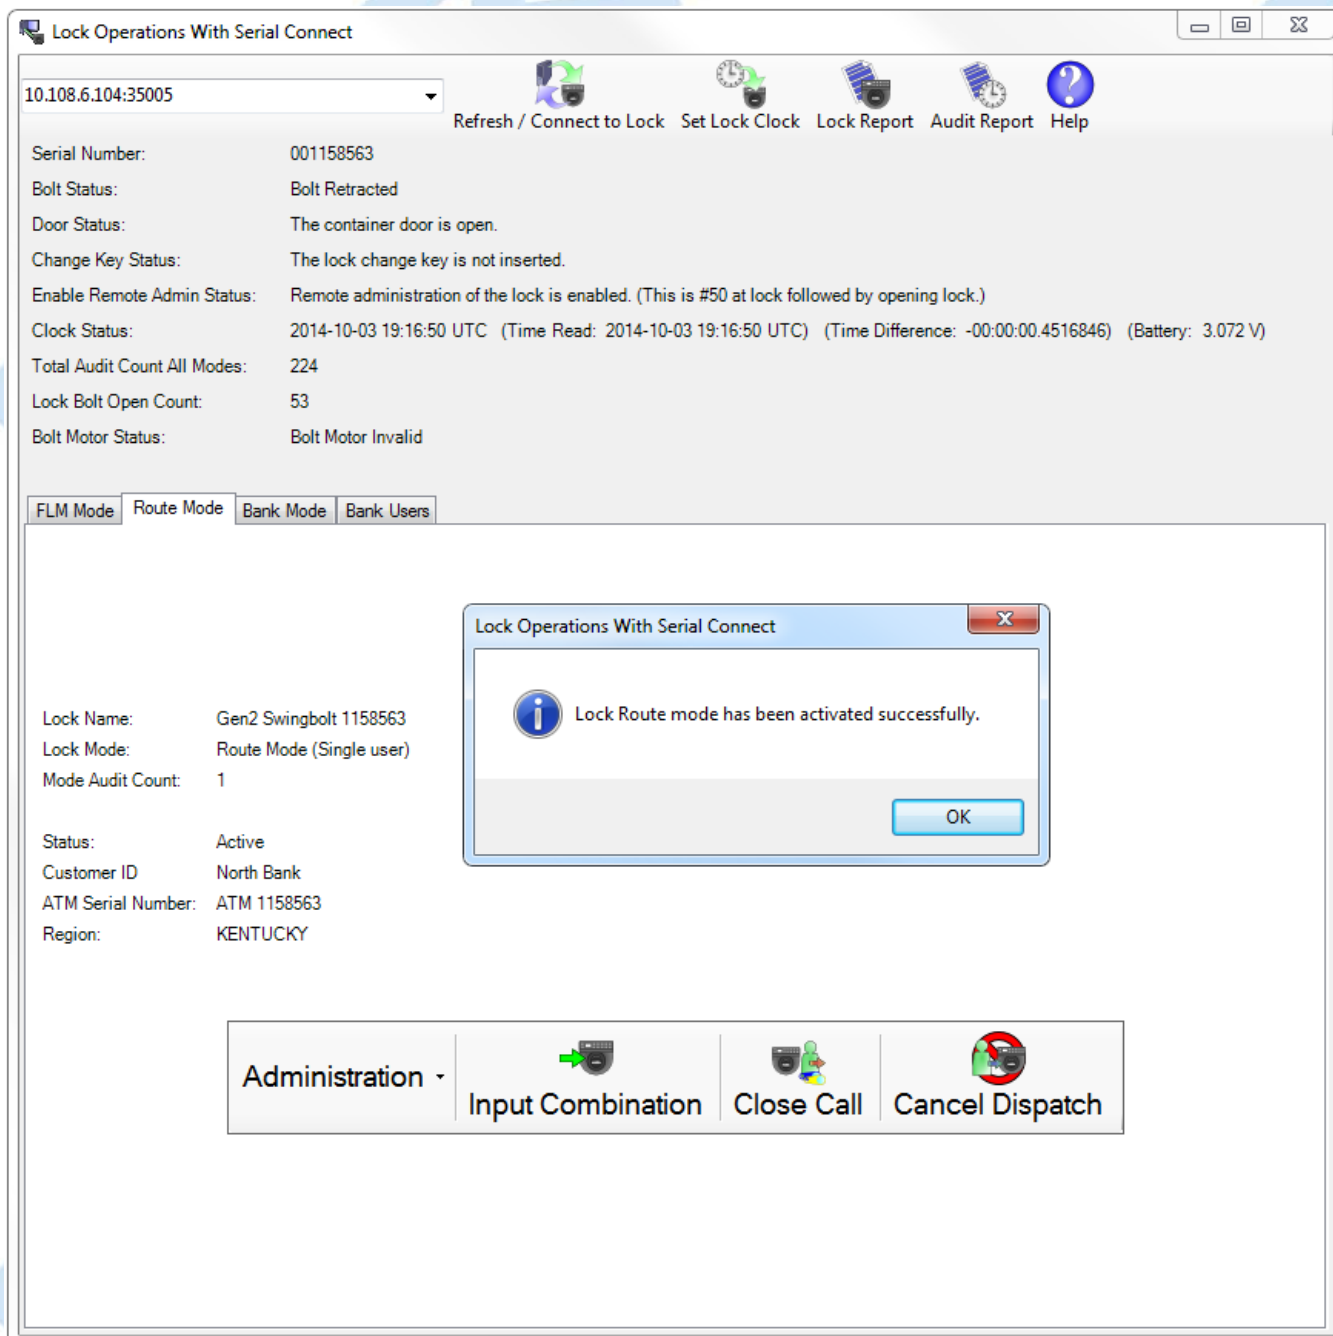 Lock Operations With Serial Connect
10.108.6.104:35005
Refresh / Connect to Lock Set Lock Clock Lock Report Audit Report Help
Serial Number: 001158563
Bolt Status: Bolt Retracted
Door Status: The container door is open.
Change Key Status: The lock change key is not inserted.
Enable Remote Admin Status: Remote administration of the lock is enabled. (This is #50 at lock followed by opening lock.)
Clock Status: 2014-10-03 19:16:50 UTC (Time Read: 2014-10-03 19:16:50 UTC) (Time Difference: -00:00:00.4516846) (Battery: 3.072 V)
Total Audit Count All Modes: 224
Lock Bolt Open Count: 53
Bolt Motor Status: Bolt Motor Invalid
FLM Mode Route Mode Bank Mode Bank Users
Lock Operations With Serial Connect
Lock Route mode has been activated successfully.
OK
Lock Name: Gen2 Swingbolt 1158563
Lock Mode: Route Mode (Single user)
Mode Audit Count: 1
Status: Active
Customer ID North Bank
ATM Serial Number: ATM 1158563
Region: KENTUCKY
Administration
Input Combination Close Call Cancel Dispatch